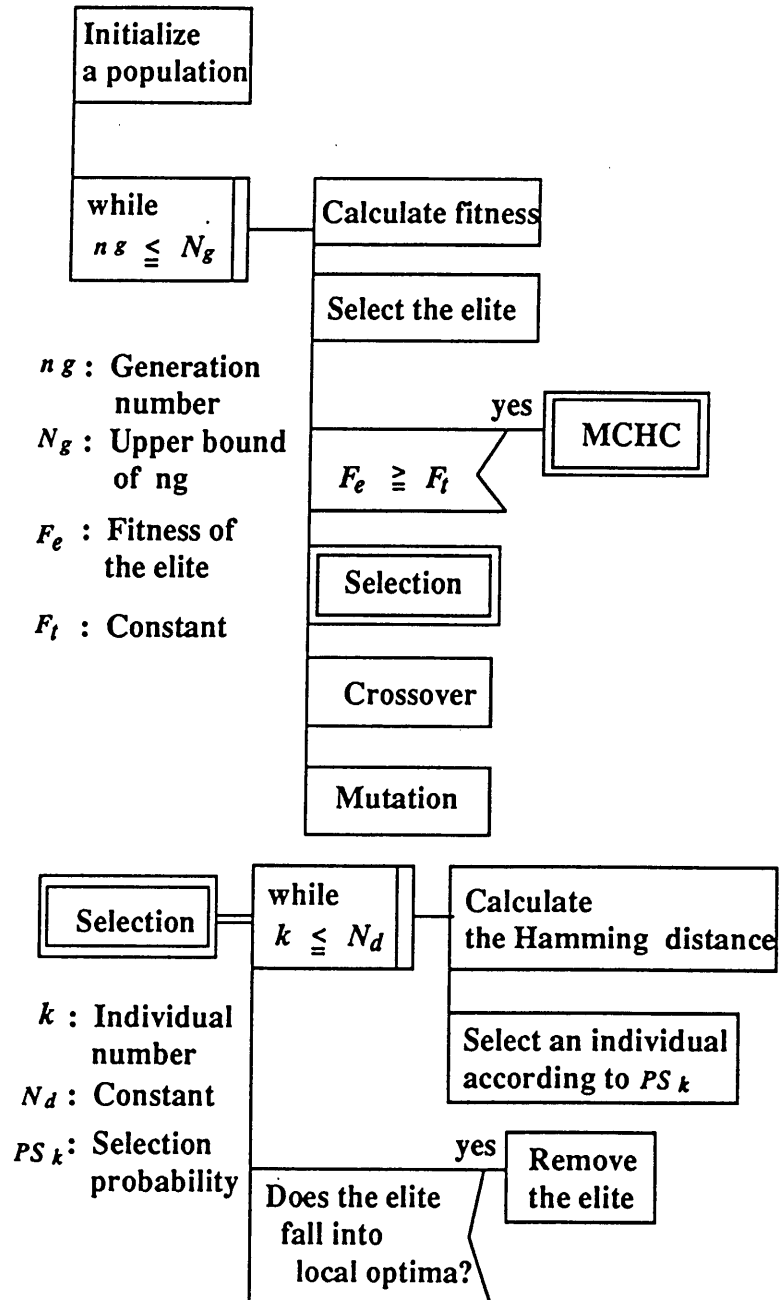 Initialize
a population
while
ng ≦ Ng
Calculate fitness
Select the elite
yes
MCHC
Fe ≧ Ft
Selection
Crossover
Mutation
ng : Generation
number
Ng : Upper bound
of ng
Fe : Fitness of
the elite
Ft : Constant
Selection
while
k ≦ Nd
Calculate
the Hamming distance
Select an individual
according to PS k
k : Individual
number
Nd : Constant
PS k : Selection
probability
yes
Remove
the elite
Does the elite
fall into
local optima?